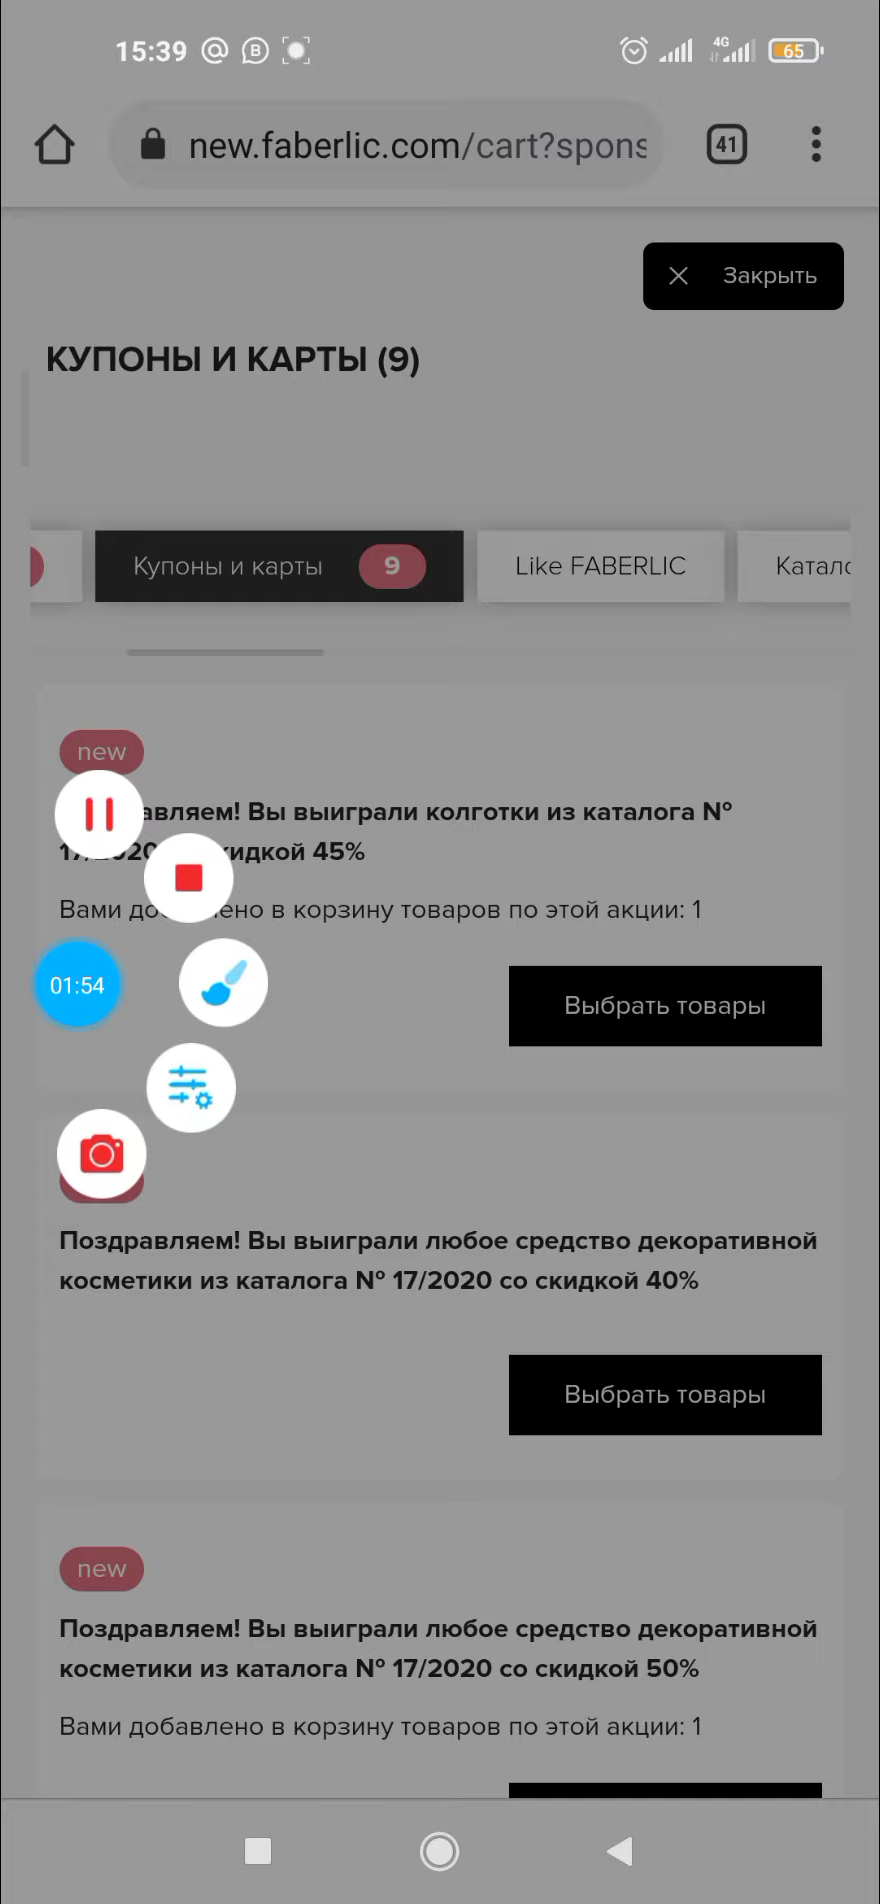 15:39
4G
65
new.faberlic.com/cart?spons
41
Закрыть
КУПОНЫ И КАРТЫ (9)
Купоны и карты 9
Like FABERLIC
new
Вы выиграли колготки из каталога №
45%
Вами в корзину товаров по этой акции: 1
01:54
Выбрать товары
Поздравляем! Вы выиграли любое средство декоративной
косметики из каталога № 17/2020 со скидкой 40%
Выбрать товары
new
Поздравляем! Вы выиграли любое средство декоративной
косметики из каталога № 17/2020 со скидкой 50%
Вами добавлено в корзину товаров по этой акции: 1